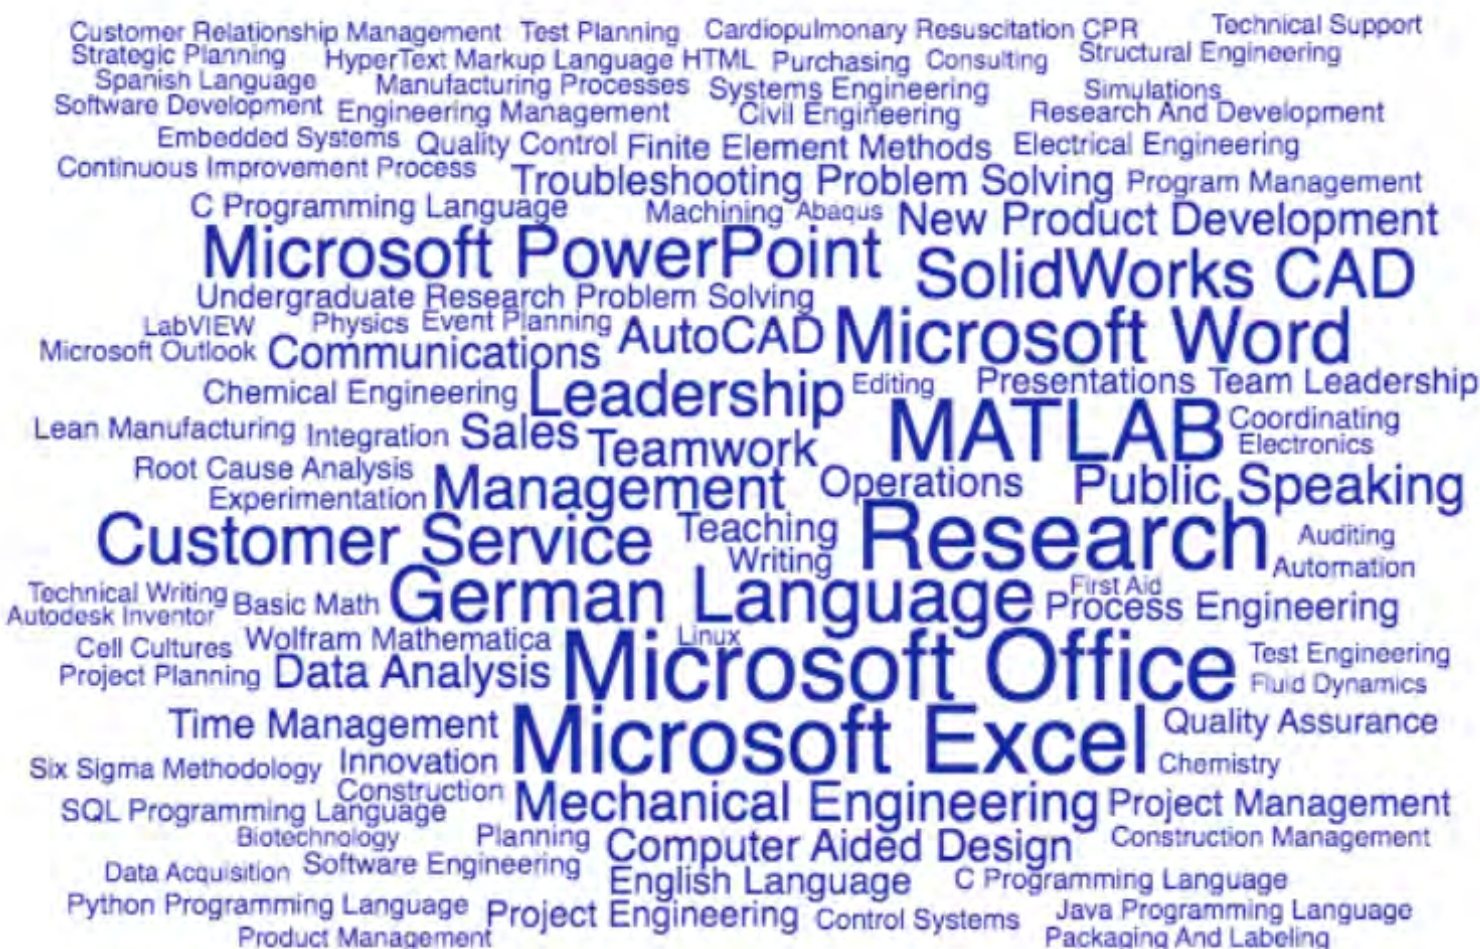 Customer Relationship Management Test Planning Cardiopulmonary Resuscitation CPR Technical Support
Strategic Planning HyperText Markup Language HTML Purchasing Consulting Structural Engineering
Spanish Language Manufacturing Processes Systems Engineering Simulations
Software Development Engineering Management Civil Engineering Research And Development
Embedded Systems Quality Control Finite Element Methods Electrical Engineering
Continuous Improvement Process Troubleshooting Problem Solving Program Management
C Programming Language Machining Abaqus New Product Development
Microsoft PowerPoint SolidWorks CAD
Undergraduate Research Problem Solving
LabVIEW Physics Event Planning AutoCAD Microsoft Word
Microsoft Outlook Communications
Chemical Engineering Leadership Editing Presentations Team Leadership
Lean Manufacturing Integration Sales Teamwork MATLAB Coordinating
Electronics
Root Cause Analysis Management Operations Public Speaking
Experimentation
Customer Service Teaching Research Auditing
Writing Automation
Technical Writing Basic Math German Language First Aid
Autodesk Inventor Process Engineering
Cell Cultures Wolfram Mathematica Linux Test Engineering
Project Planning Data Analysis Microsoft Office Fluid Dynamics
Time Management Microsoft Excel Quality Assurance
Six Sigma Methodology Innovation Chemistry
Construction
SQL Programming Language Mechanical Engineering Project Management
Biotechnology Planning Computer Aided Design Construction Management
Data Acquisition Software Engineering English Language C Programming Language
Python Programming Language Project Engineering Control Systems Java Programming Language
Product Management Packaging And Labeling